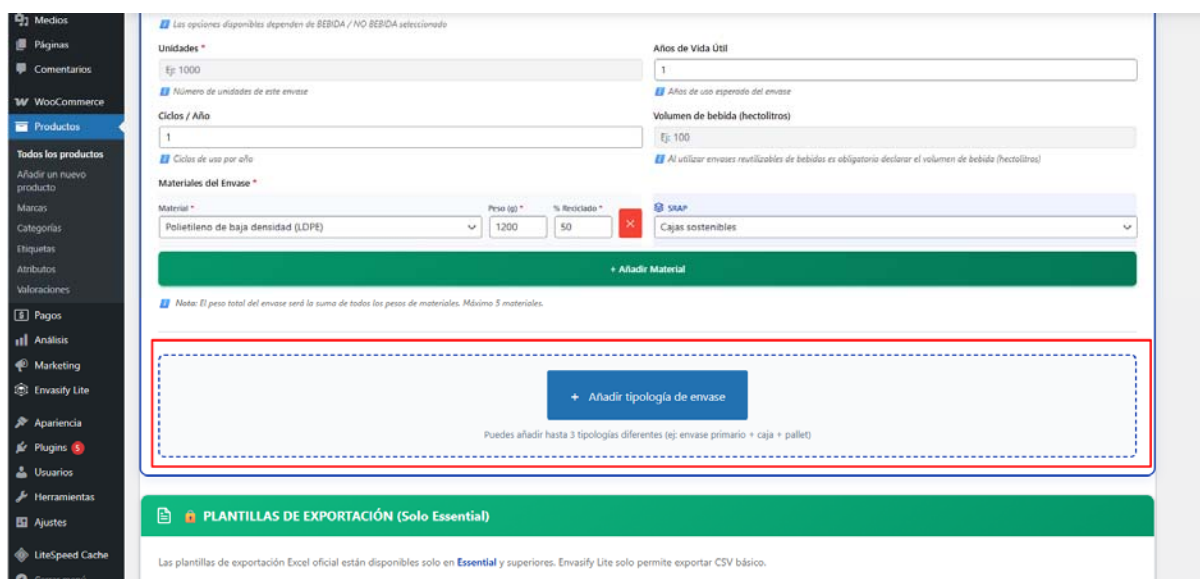 Medios
Páginas
Comentarios
WooCommerce
Productos
Todos los productos
Añadir un nuevo
producto
Marcas
Categorías
Etiquetas
Atributos
Valoraciones
Pagos
Análisis
Marketing
Envasify Lite
Apariencia
Plugins 5
Usuarios
Herramientas
Ajustes
LiteSpeed Cache
Las opciones disponibles dependen de BEBIDA / NO BEBIDA seleccionado
Unidades *
Ej: 1000
Número de unidades de este envase
Años de Vida Útil
1
Años de uso esperado del envase
Ciclos / Año
1
Ciclos de uso por año
Volumen de bebida (hectolitros)
Ej: 100
Al utilizar envases reutilizables de bebidas es obligatorio declarar el volumen de bebida (hectolitros)
Materiales del Envase *
Material * Peso (g) * % Reciclado * SRAP
Polietileno de baja densidad (LDPE) 1200 50 × Cajas sostenibles
+ Añadir Material
Nota: El peso total del envase será la suma de todos los pesos de materiales. Máximo 5 materiales.
+ Añadir tipología de envase
Puedes añadir hasta 3 tipologías diferentes (ej: envase primario + caja + pallet)
PLANTILLAS DE EXPORTACIÓN (Solo Essential)
Las plantillas de exportación Excel oficial están disponibles solo en Essential y superiores. Envasify Lite solo permite exportar CSV básico.